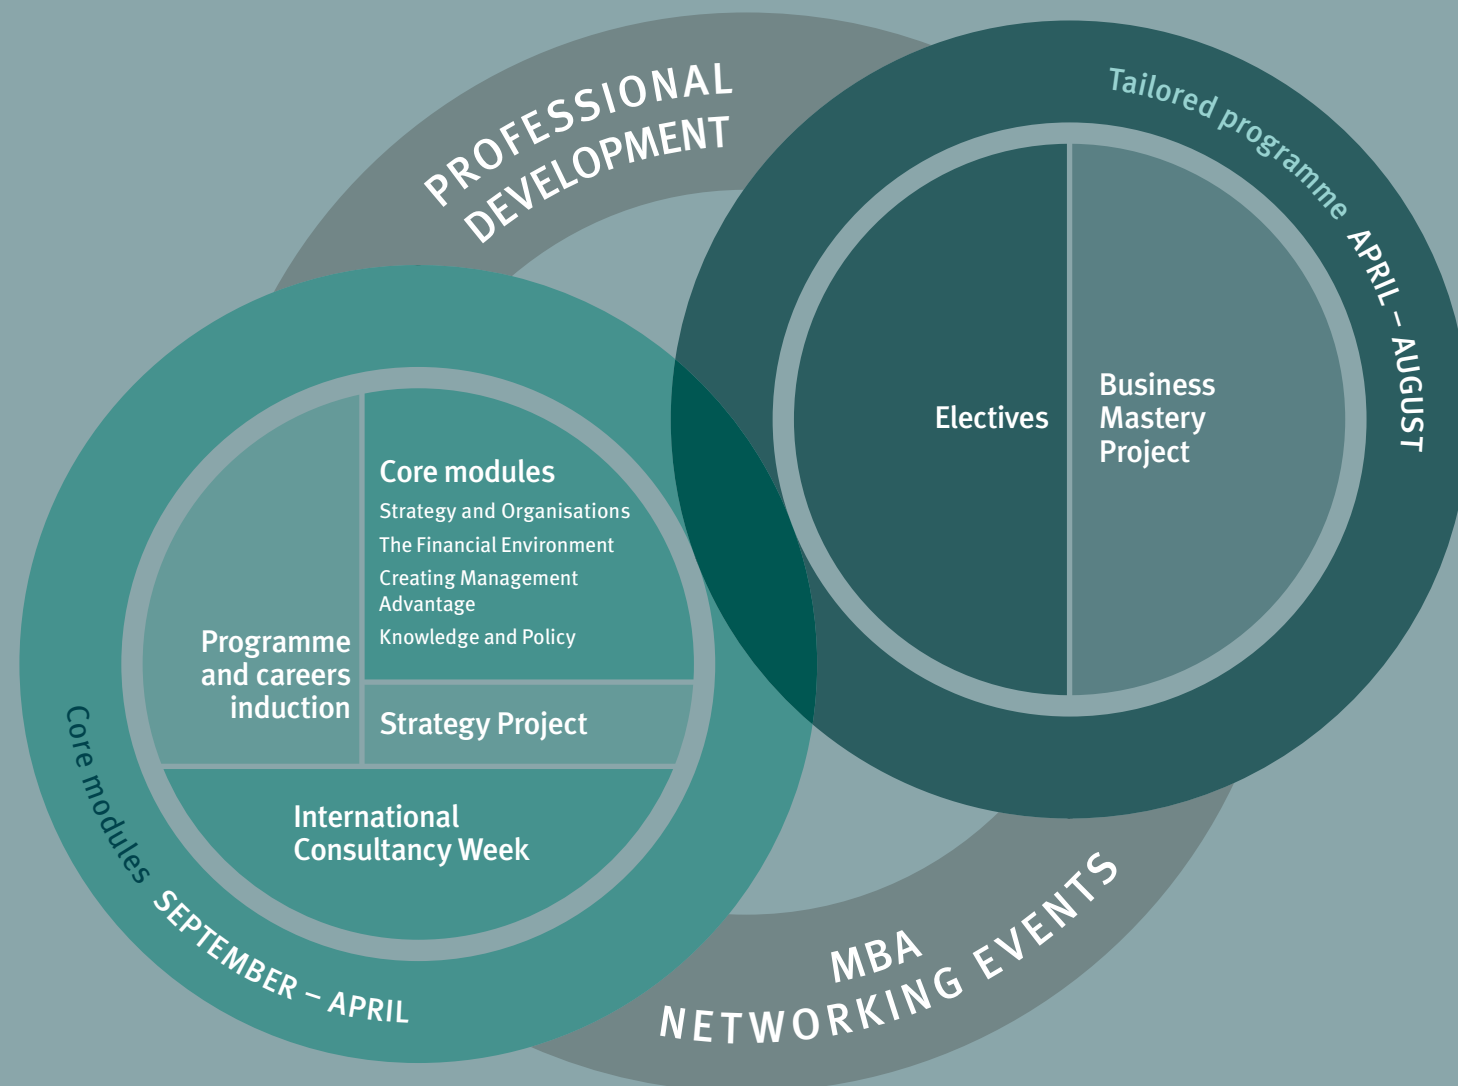 PROFESSIONAL
DEVELOPMENT
Tailored programme APRIL – AUGUST
Electives
Business
Mastery
Project
Core modules
Strategy and Organisations
The Financial Environment
Creating Management
Advantage
Knowledge and Policy
Programme
and careers
induction
Strategy Project
International
Consultancy Week
Core modules SEPTEMBER – APRIL
MBA
NETWORKING EVENTS